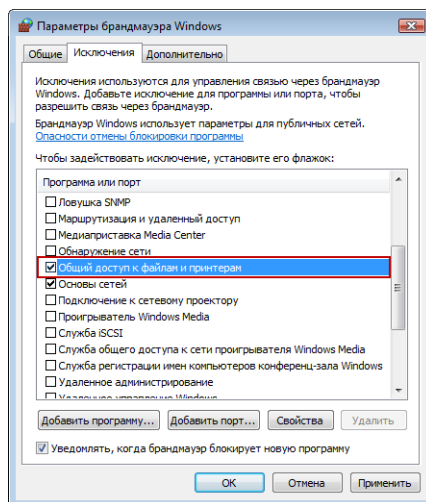 Параметры брандмауэра Windows
Общие Исключения Дополнительно
Исключения используются для управления связью через брандмауэр
Windows. Добавьте исключение для программы или порта, чтобы
разрешить связь через брандмауэр.
Брандмауэр Windows использует параметры для публичных сетей.
Опасности отмены блокировки программы
Чтобы задействовать исключение, установите его флажок:
Программа или порт
Ловушка SNMP
Маршрутизация и удаленный доступ
Медиаприставка Media Center
Обнаружение сети
Общий доступ к файлам и принтерам
Основы сетей
Подключение к сетевому проектору
Проигрыватель Windows Media
Служба iSCSI
Служба общего доступа к сети проигрывателя Windows Media
Служба регистрации имен компьютеров конференц-зала Windows
Удаленное администрирование
Удаленное управление Windows
Добавить программу... Добавить порт... Свойства Удалить
Уведомлять, когда брандмауэр блокирует новую программу
ОК Отмена Применить